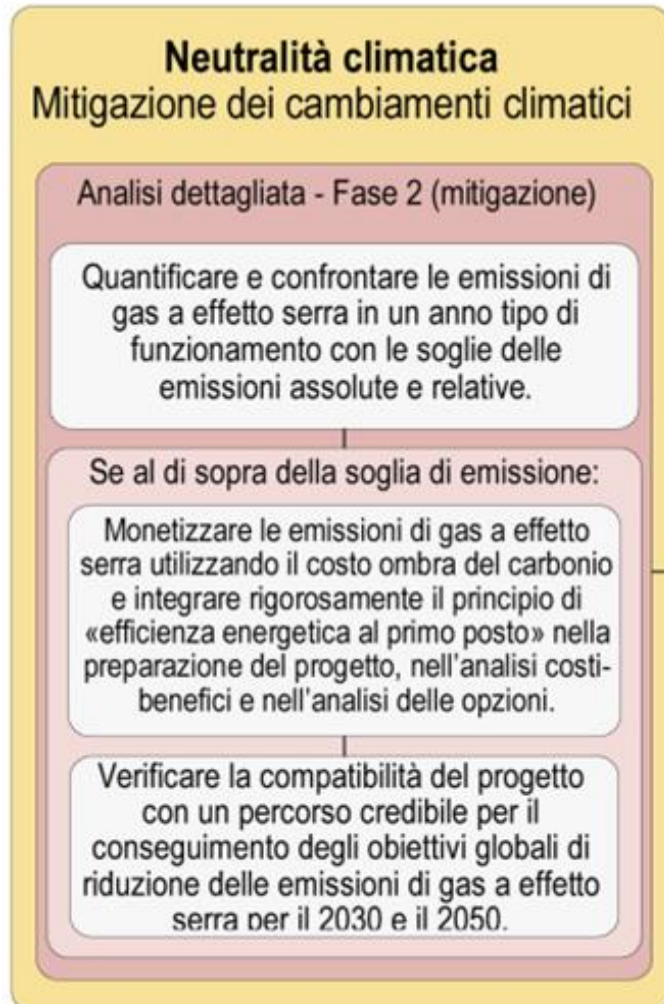 Neutralità climatica
Mitigazione dei cambiamenti climatici
Analisi dettagliata - Fase 2 (mitigazione)
Quantificare e confrontare le emissioni di
gas a effetto serra in un anno tipo di
funzionamento con le soglie delle
emissioni assolute e relative.
Se al di sopra della soglia di emissione:
Monetizzare le emissioni di gas a effetto
serra utilizzando il costo ombra del carbonio
e integrare rigorosamente il principio di
«efficienza energetica al primo posto» nella
preparazione del progetto, nell'analisi costi-
benefici e nell'analisi delle opzioni.
Verificare la compatibilità del progetto
con un percorso credibile per il
conseguimento degli obiettivi globali di
riduzione delle emissioni di gas a effetto
serra per il 2030 e il 2050.